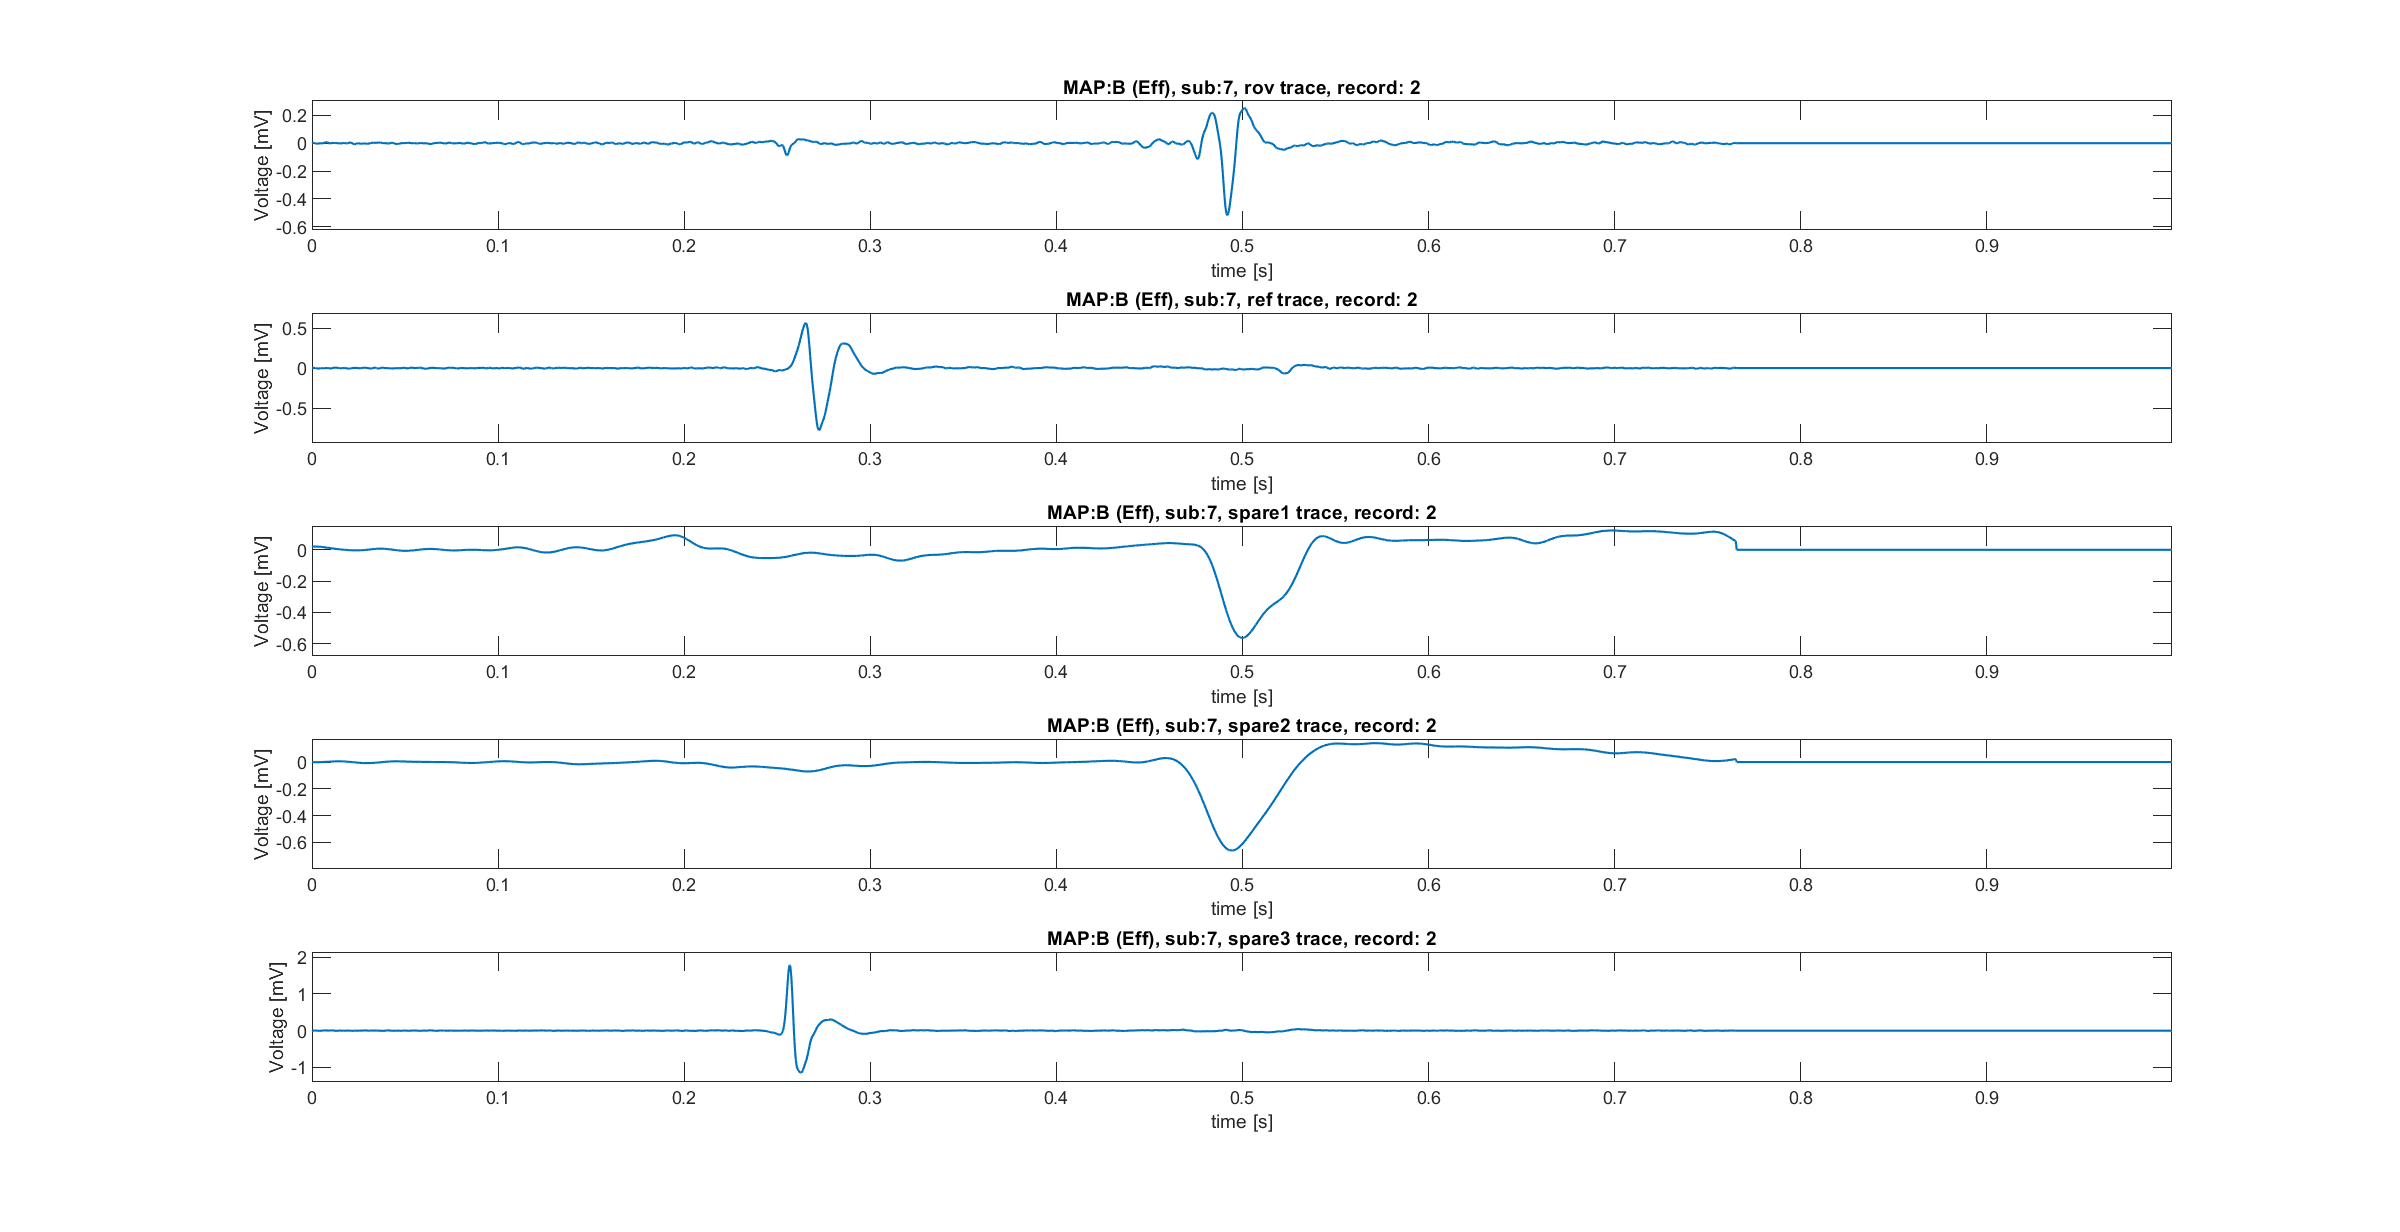 MAP:B (Eff), sub:7, rov trace, record: 2
Voltage [mV]
0.2
0
-0.2
-0.4
-0.6
0 0.1 0.2 0.3 0.4 0.5 0.6 0.7 0.8 0.9
time [s]
MAP:B (Eff), sub:7, ref trace, record: 2
Voltage [mV]
0.5
0
-0.5
0 0.1 0.2 0.3 0.4 0.5 0.6 0.7 0.8 0.9
time [s]
MAP:B (Eff), sub:7, spare1 trace, record: 2
Voltage [mV]
0
-0.2
-0.4
-0.6
0 0.1 0.2 0.3 0.4 0.5 0.6 0.7 0.8 0.9
time [s]
MAP:B (Eff), sub:7, spare2 trace, record: 2
Voltage [mV]
0
-0.2
-0.4
-0.6
0 0.1 0.2 0.3 0.4 0.5 0.6 0.7 0.8 0.9
time [s]
MAP:B (Eff), sub:7, spare3 trace, record: 2
Voltage [mV]
2
1
0
-1
0 0.1 0.2 0.3 0.4 0.5 0.6 0.7 0.8 0.9
time [s]